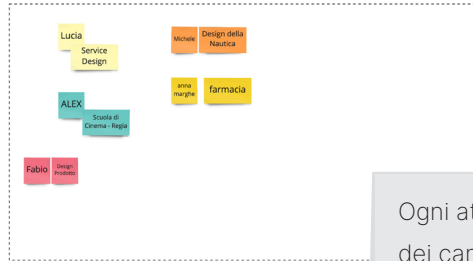 Lucia
Service
Design
Michele
Design della
Nautica
anna
marghe
farmacia
ALEX
Scuola di
Cinema - Regia
Fabio
Design
Prodotto
Ogni at
dei can